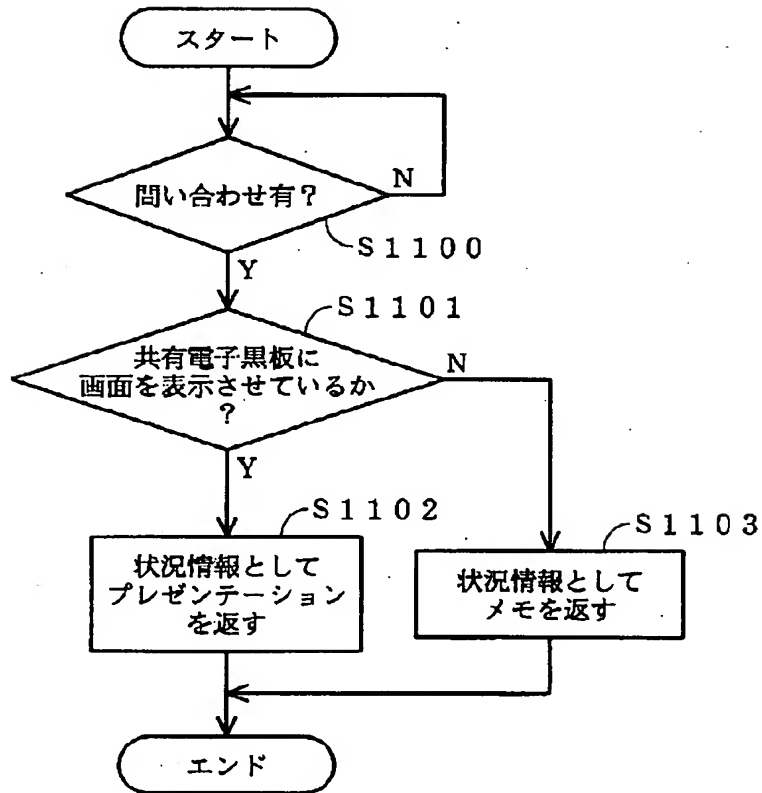 スタート
問い合わせ有?
N
S1100
Y
S1101
共有電子黒板に
画面を表示させているか
?
N
Y
S1102
状況情報として
プレゼンテーション
を返す
S1103
状況情報として
メモを返す
エンド